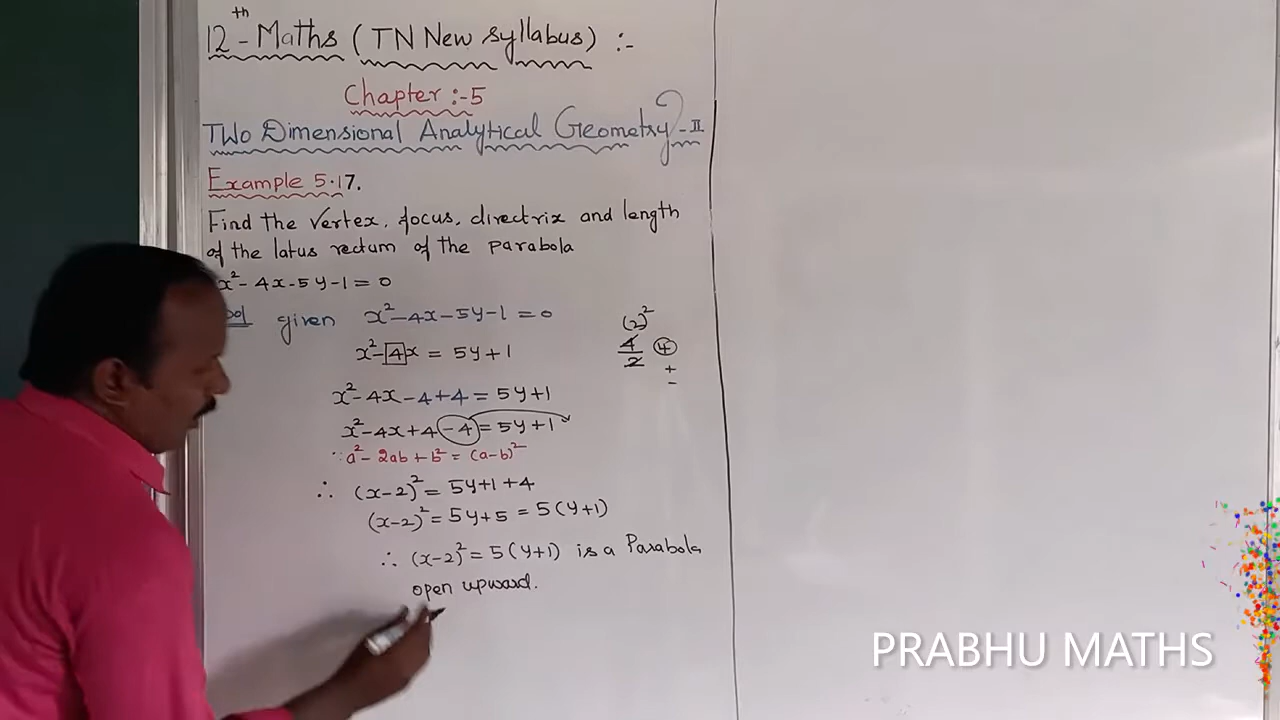 12th - Maths (TN New syllabus) :-
Chapter :- 5
Two Dimensional Analytical Geometry - II
Example 5.17.
Find the vertex, focus, directrix and length
of the latus rectum of the parabola
x² - 4x - 5y - 1 = 0
given x² - 4x - 5y - 1 = 0
x² - 4x = 5y + 1
(2)²
4/2 4
+
-
x² - 4x - 4 + 4 = 5y + 1
x² - 4x + 4 - 4 = 5y + 1
∵ a² - 2ab + b² = (a-b)²
∴ (x-2)² = 5y + 1 + 4
(x-2)² = 5y + 5 = 5(y+1)
∴ (x-2)² = 5(y+1) is a Parabola
open upward.
PRABHU MATHS